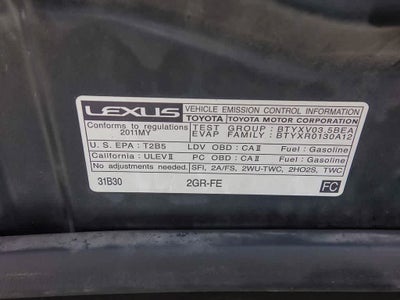 LEXUS VEHICLE EMISSION CONTROL INFORMATION
TOYOTA TOYOTA MOTOR CORPORATION
Conforms to regulations
2011MY
TEST GROUP : BTYXV03.5BEA
EVAP FAMILY : BTYXR0130A12
U. S. EPA : T2B5 LDV OBD : CA II Fuel : Gasoline
California : ULEV II PC OBD : CA II Fuel : Gasoline
No adjustments needed. SFI, 2A/FS, 2WU-TWC, 2HO2S, TWC
31B30 2GR-FE FC